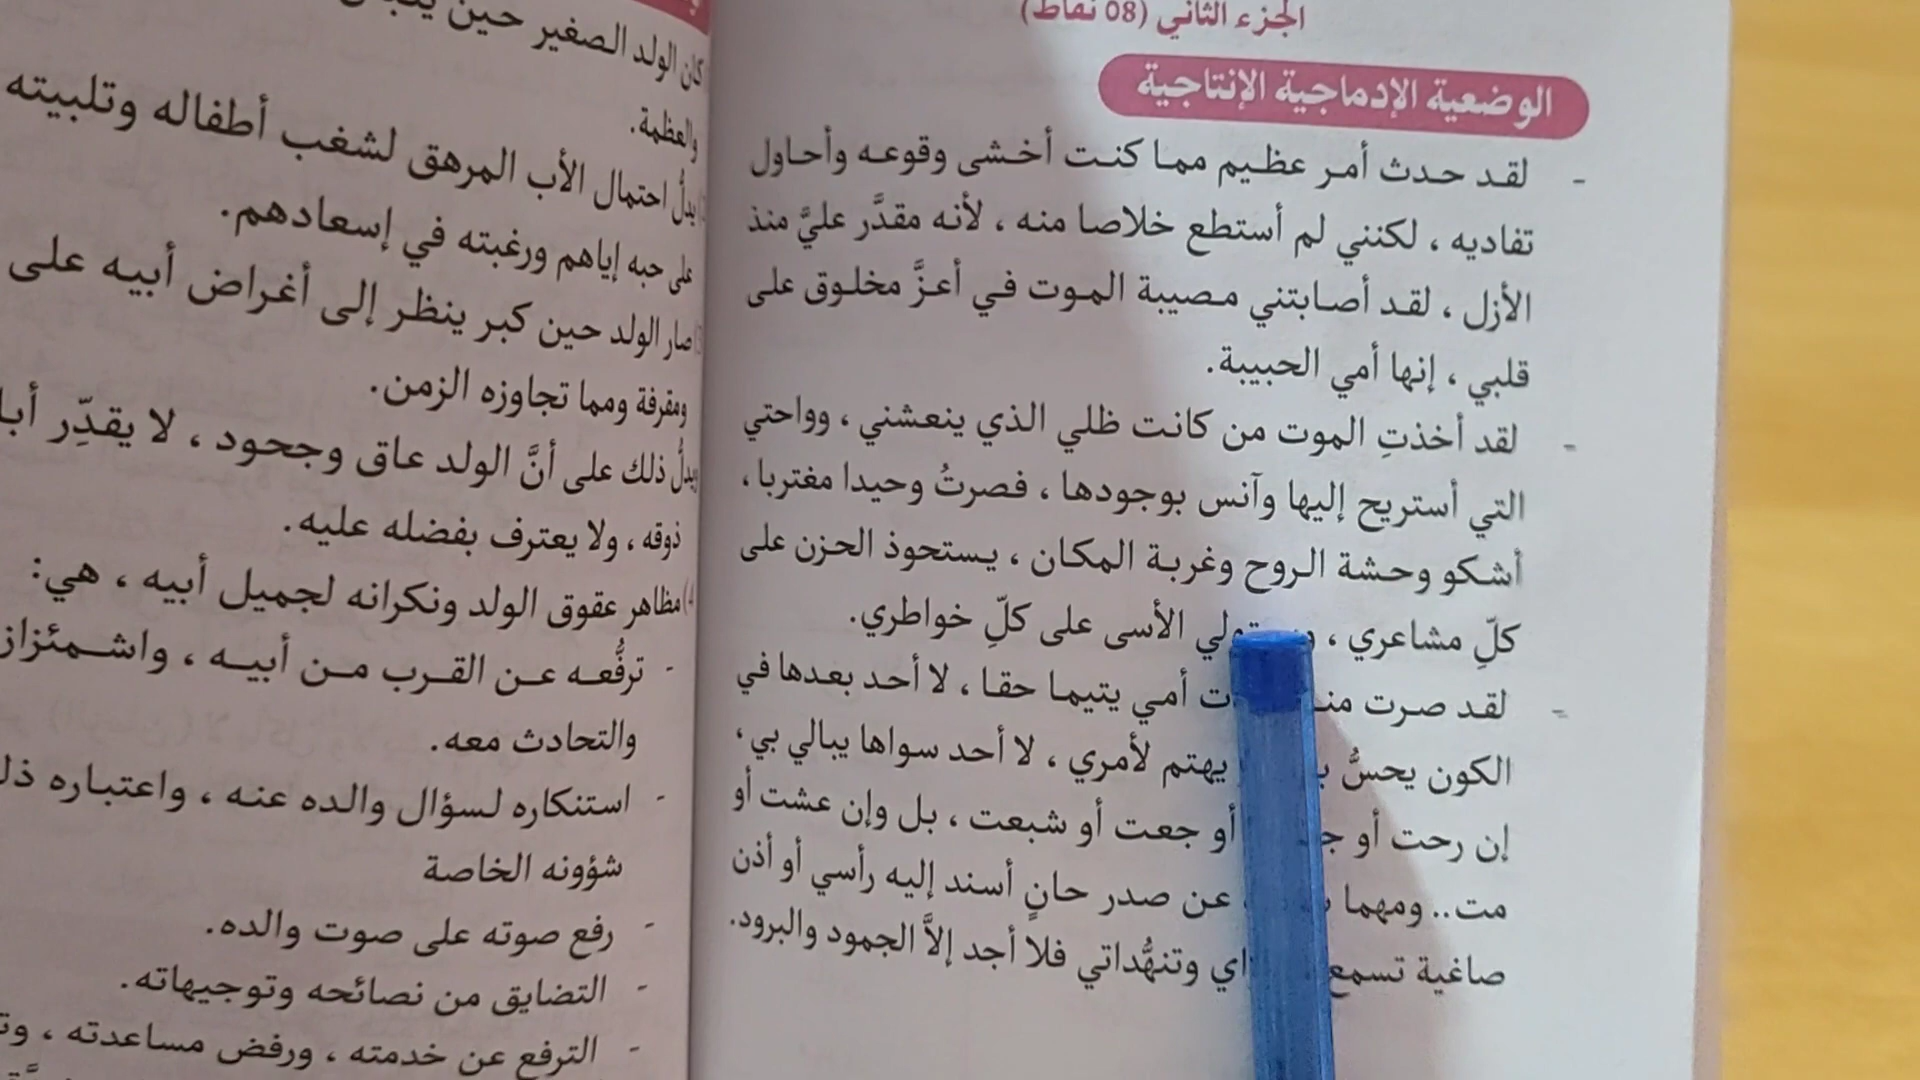 الجزء الثاني (08 نقاط)
الوضعية الإدماجية الإنتاجية
- لقد حدث أمر عظيم مما كنت أخشى وقوعه وأحاول
تفاديه ، لكنني لم أستطع خلاصا منه ، لأنه مقدَّر عليَّ منذ
الأزل ، لقد أصابتني مصيبة الموت في أعزَّ مخلوق على
قلبي ، إنها أمي الحبيبة.
- لقد أخذتِ الموت من كانت ظلي الذي ينعشني ، وواحتي
التي أستريح إليها وآنس بوجودها ، فصرتُ وحيدا مغتربا ،
أشكو وحشة الروح وغربة المكان ، يستحوذ الحزن على
كلِّ مشاعري ، الأسى على كلِّ خواطري.
- لقد صرت أمي يتيما حقا ، لا أحد بعدها في
الكون يحسُّ يهتم لأمري ، لا أحد سواها يبالي بي ،
إن رحت أو أو جعت أو شبعت ، بل وإن عشت أو
مت.. ومهما عن صدر حانٍ أسند إليه رأسي أو أذن
صاغية تسمع وتنهُّداتي فلا أجد إلاَّ الجمود والبرود.
كان الولد الصغير حين
والعظمة.
يدلُّ احتمال الأب المرهق لشغب أطفاله وتلبيته
على حبه إياهم ورغبته في إسعادهم.
صار الولد حين كبر ينظر إلى أغراض أبيه على
ومقرفة ومما تجاوزه الزمن.
يدلُّ ذلك على أنَّ الولد عاق وجحود ، لا يقدِّر
ذوقه ، ولا يعترف بفضله عليه.
4) مظاهر عقوق الولد ونكرانه لجميل أبيه ، هي:
- ترفُّعه عن القرب من أبيه ، واشمئزاز
والتحادث معه.
- استنكاره لسؤال والده عنه ، واعتباره
شؤونه الخاصة
- رفع صوته على صوت والده.
- التضايق من نصائحه وتوجيهاته.
- الترفع عن خدمته ، ورفض مساعدته ،